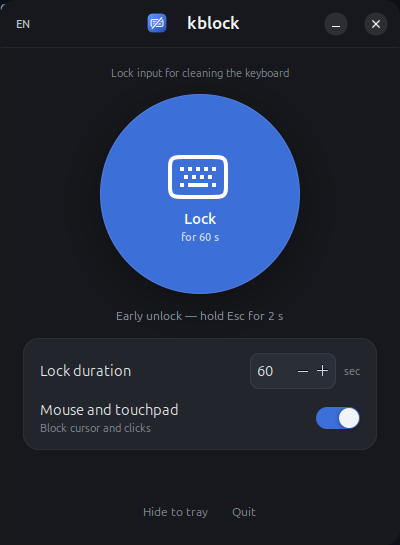 EN
kblock
Lock input for cleaning the keyboard
Lock
for 60 s
Early unlock — hold Esc for 2 s
Lock duration
60 — + sec
Mouse and touchpad
Block cursor and clicks
Hide to tray Quit